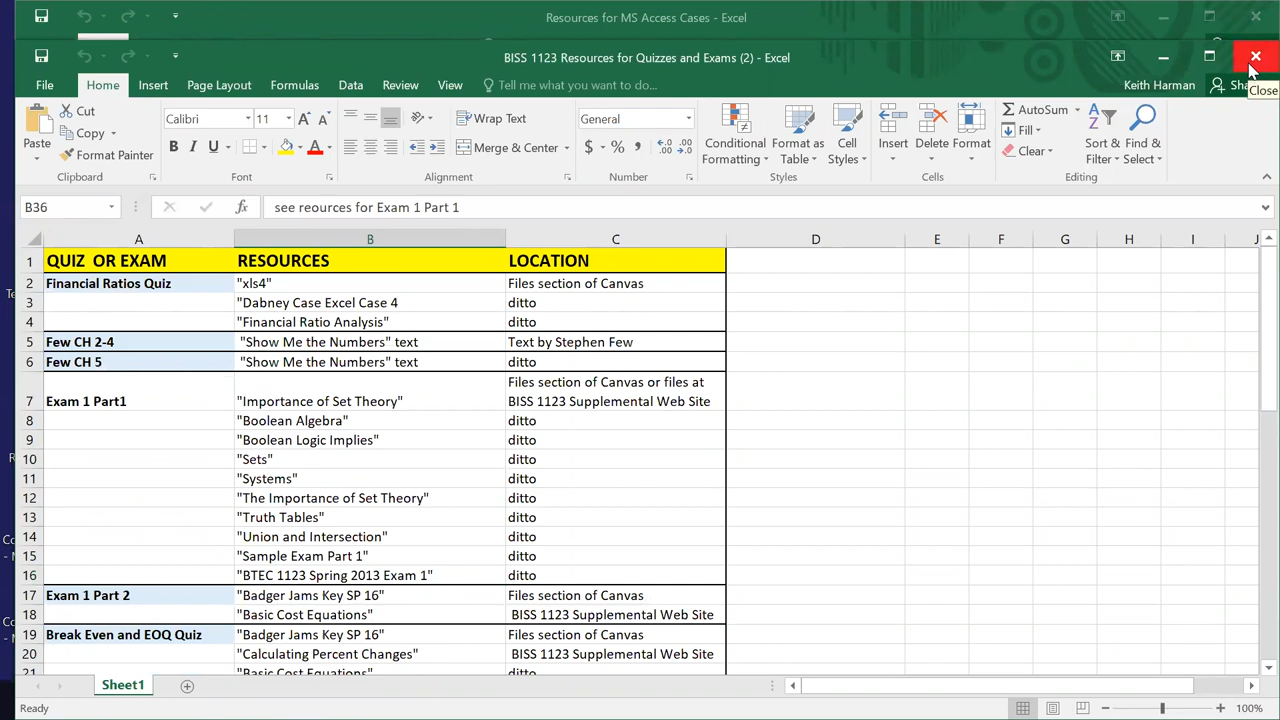 Resources for MS Access Cases - Excel
BISS 1123 Resources for Quizzes and Exams (2) - Excel
File Home Insert Page Layout Formulas Data Review View Tell me what you want to do... Keith Harman
Close
Paste
Cut
Copy
Format Painter
Clipboard
Calibri 11
B I U
Font
Wrap Text
Merge & Center
Alignment
General
$ % ,
Number
Conditional Formatting
Format as Table
Cell Styles
Styles
Insert Delete Format
Cells
AutoSum
Fill
Clear
Sort & Filter
Find & Select
Editing
B36 fx see reources for Exam 1 Part 1
A B C D E F G H I J
1 QUIZ OR EXAM RESOURCES LOCATION
2 Financial Ratios Quiz "xls4" Files section of Canvas
3 "Dabney Case Excel Case 4 ditto
4 "Financial Ratio Analysis" ditto
5 Few CH 2-4 "Show Me the Numbers" text Text by Stephen Few
6 Few CH 5 "Show Me the Numbers" text ditto
Files section of Canvas or files at
7 Exam 1 Part1 "Importance of Set Theory" BISS 1123 Supplemental Web Site
8 "Boolean Algebra" ditto
9 "Boolean Logic Implies" ditto
10 "Sets" ditto
11 "Systems" ditto
12 "The Importance of Set Theory" ditto
13 "Truth Tables" ditto
14 "Union and Intersection" ditto
15 "Sample Exam Part 1" ditto
16 "BTEC 1123 Spring 2013 Exam 1" ditto
17 Exam 1 Part 2 "Badger Jams Key SP 16" Files section of Canvas
18 "Basic Cost Equations" BISS 1123 Supplemental Web Site
19 Break Even and EOQ Quiz "Badger Jams Key SP 16" Files section of Canvas
20 "Calculating Percent Changes" BISS 1123 Supplemental Web Site
21 "Basic Cost Equations" ditto
Sheet1
Ready 100%